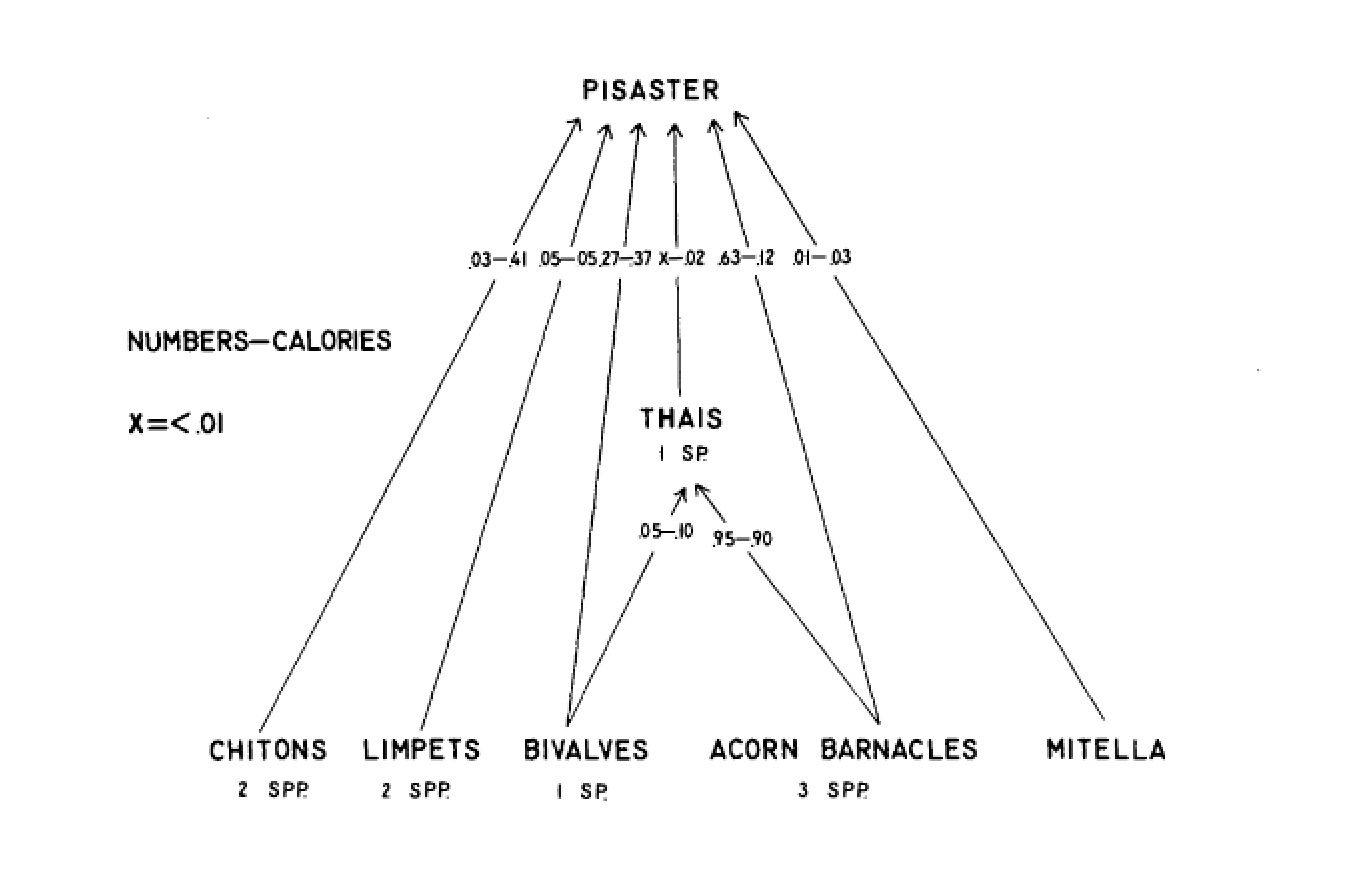 PISASTER
.03—.41 .05—.05 .27—.37 X—.02 .63—.12 .01—.03
NUMBERS—CALORIES
X=<.01
THAIS
1 SP.
.05—.10 .95—.90
CHITONS LIMPETS BIVALVES ACORN BARNACLES MITELLA
2 SPP. 2 SPP. 1 SP. 3 SPP.